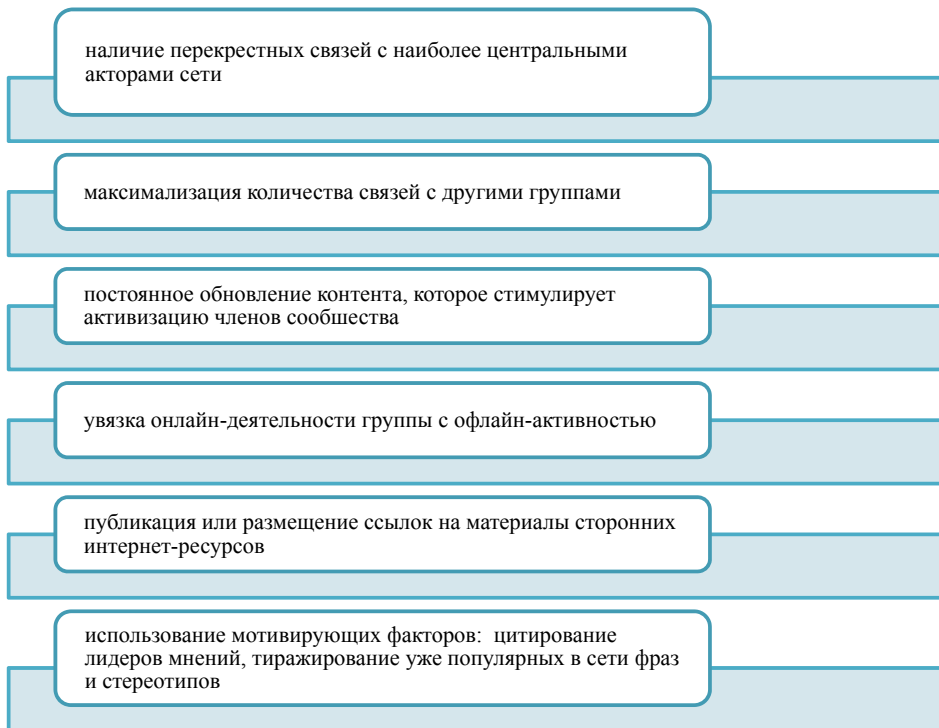 наличие перекрестных связей с наиболее центральными
акторами сети
максимализация количества связей с другими группами
постоянное обновление контента, которое стимулирует
активизацию членов сообшества
увязка онлайн-деятельности группы с офлайн-активностью
публикация или размещение ссылок на материалы сторонних
интернет-ресурсов
использование мотивирующих факторов: цитирование
лидеров мнений, тиражирование уже популярных в сети фраз
и стереотипов